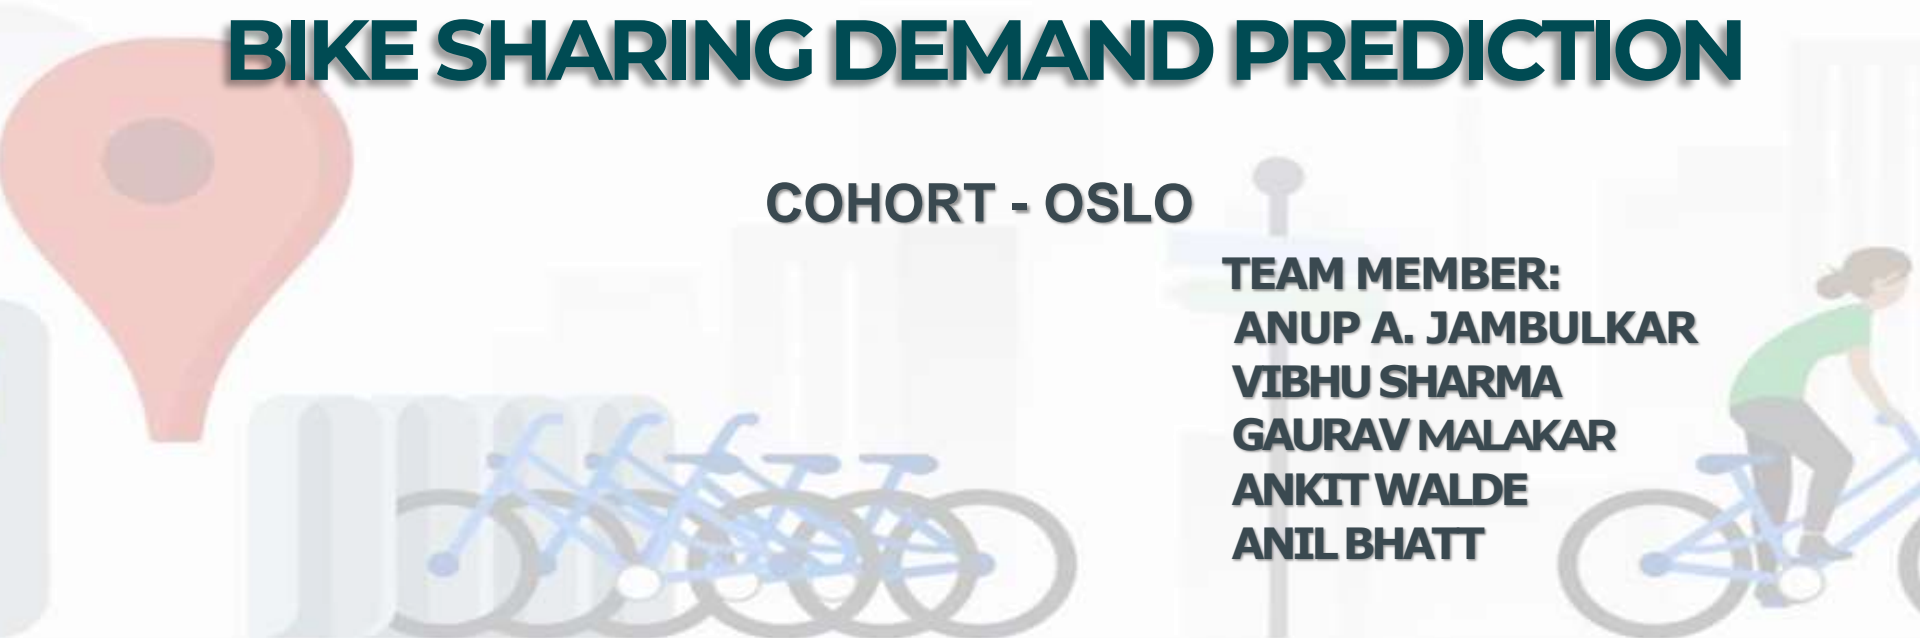 BIKE SHARING DEMAND PREDICTION
COHORT - OSLO
TEAM MEMBER:
ANUP A. JAMBULKAR
VIBHU SHARMA
GAURAV MALAKAR
ANKIT WALDE
ANIL BHATT